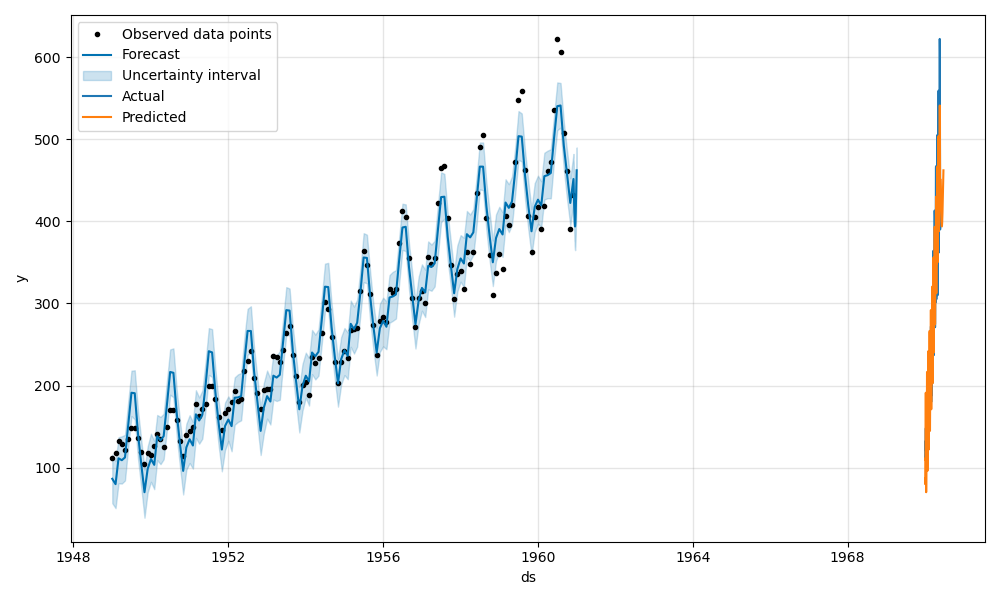 Observed data points
Forecast
Uncertainty interval
Actual
Predicted
600
500
400
300
200
100
y
1948 1952 1956 1960 1964 1968
ds